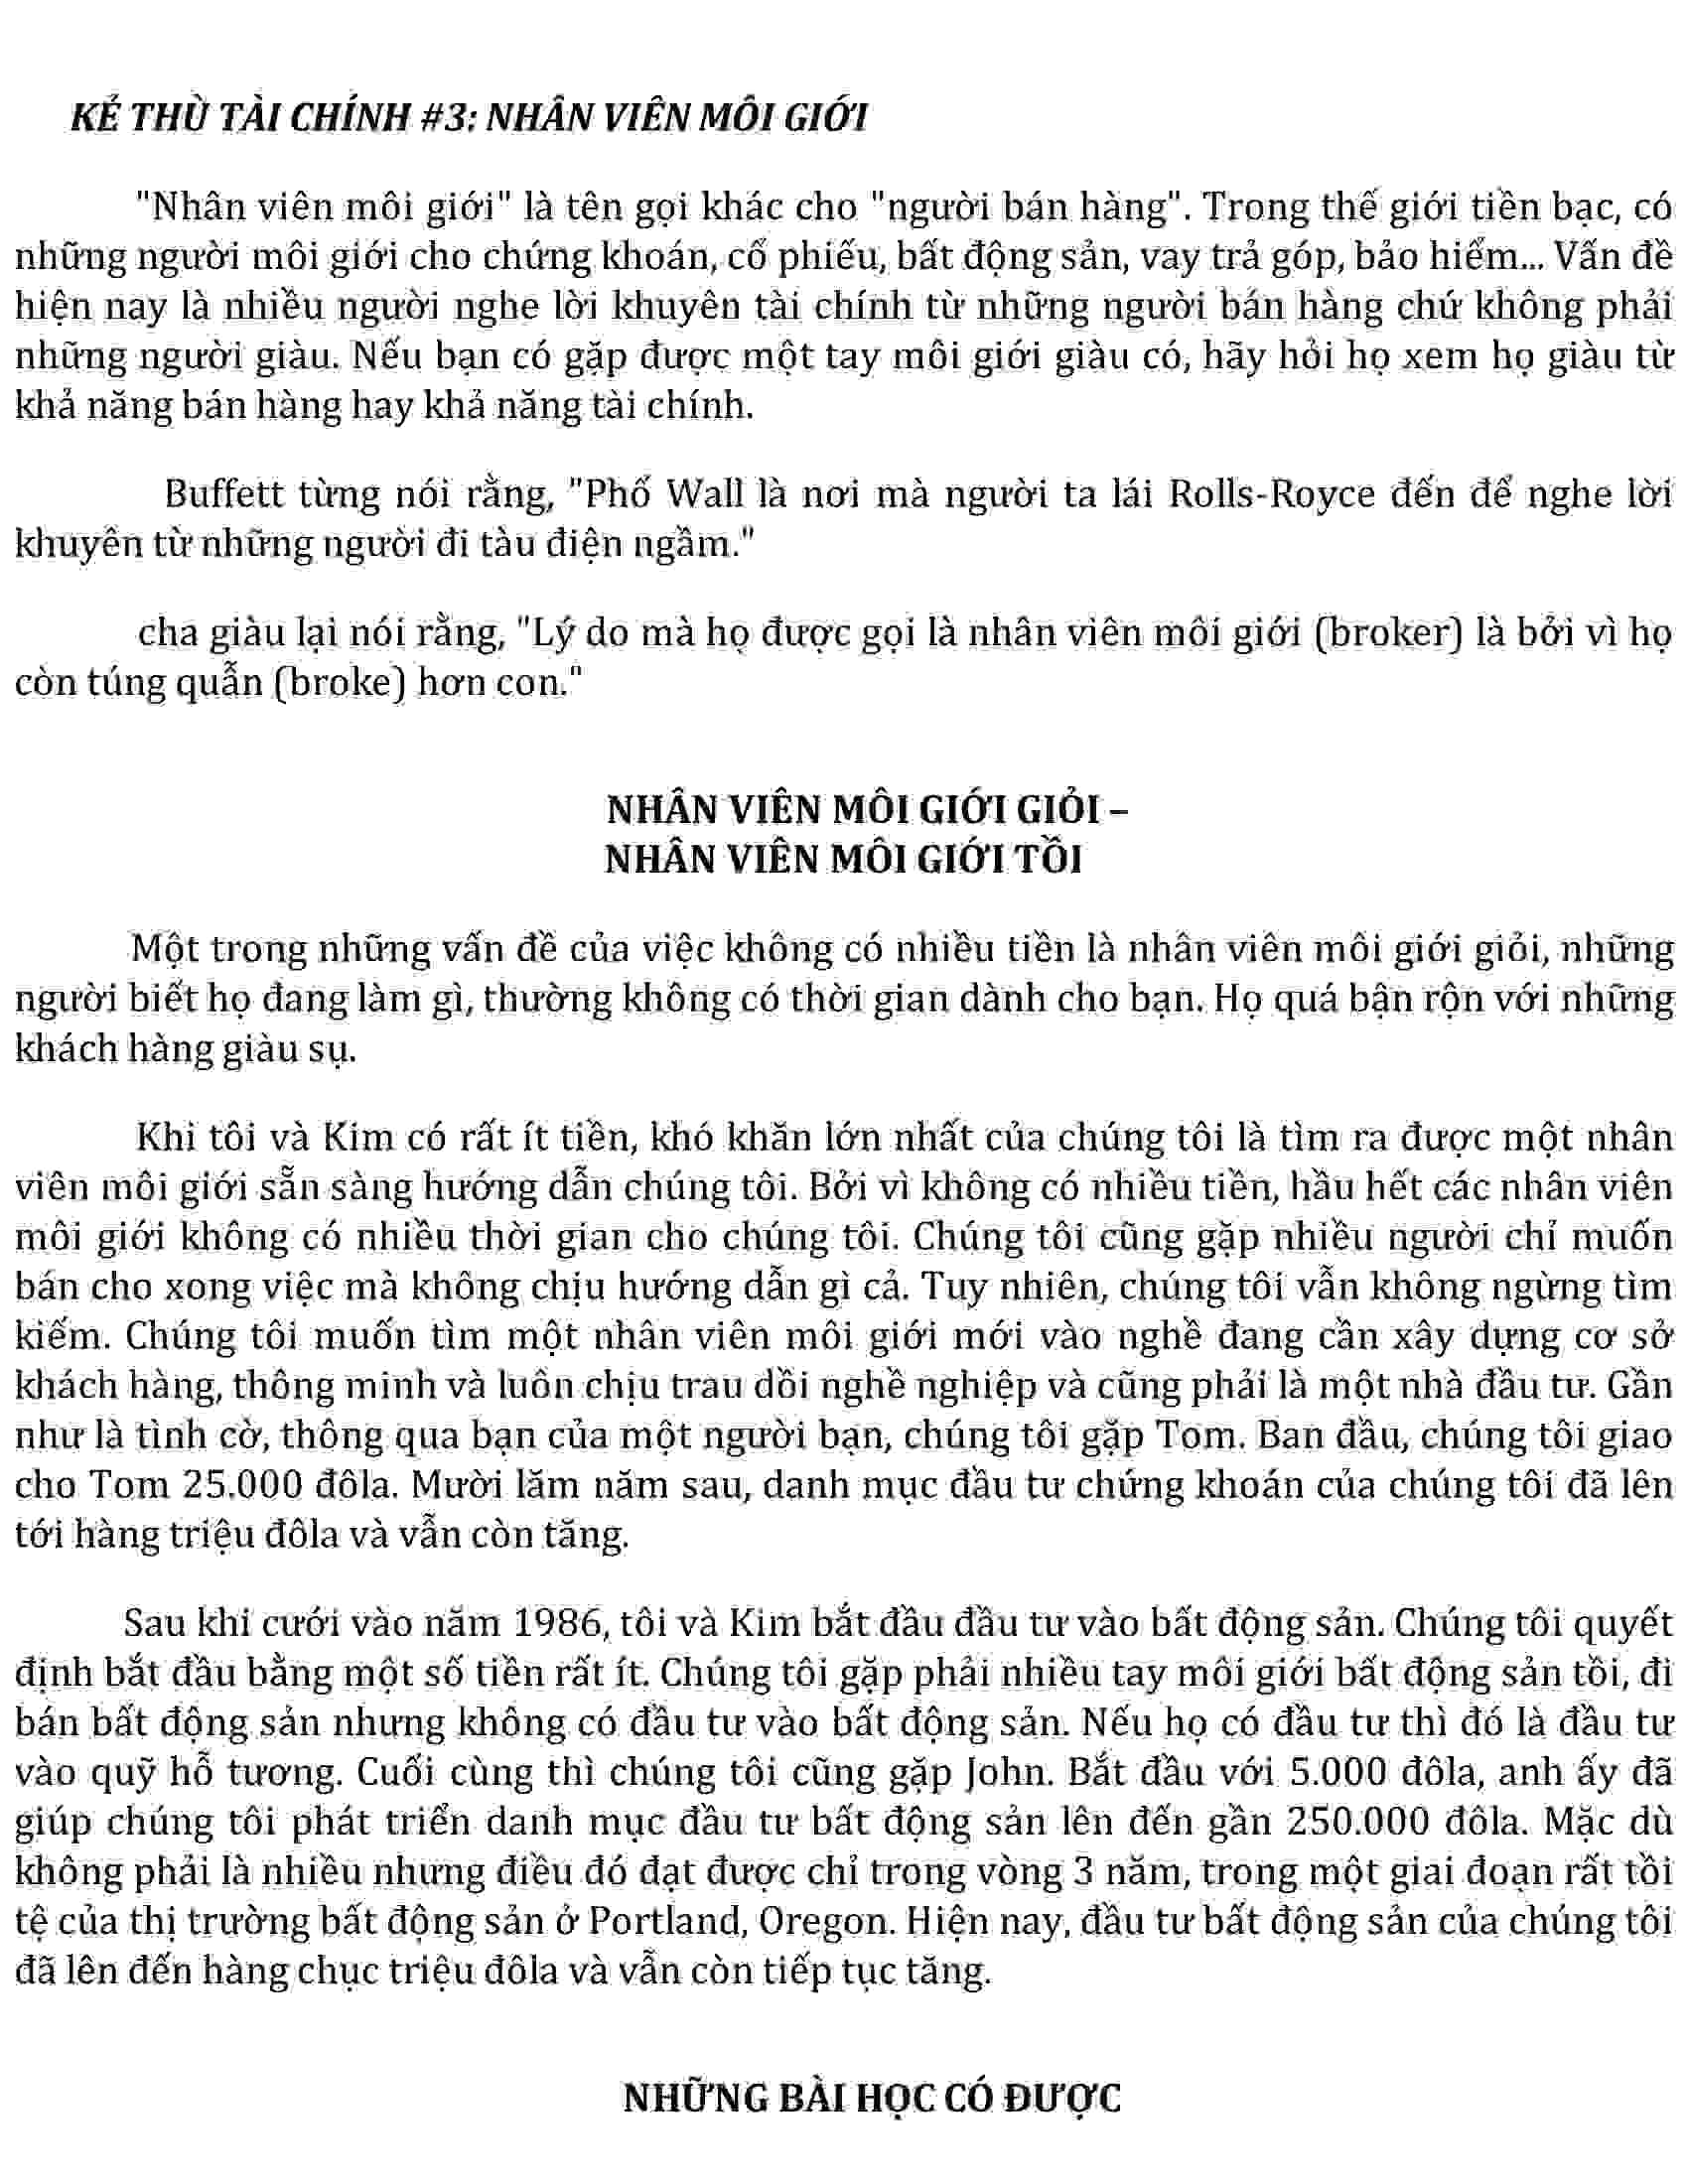 KẺ THÙ TÀI CHÍNH #3: NHÂN VIÊN MÔI GIỚI
"Nhân viên môi giới" là tên gọi khác cho "người bán hàng". Trong thế giới tiền bạc, có
những người môi giới cho chứng khoán, cổ phiếu, bất động sản, vay trả góp, bảo hiểm... Vấn đề
hiện nay là nhiều người nghe lời khuyên tài chính từ những người bán hàng chứ không phải
những người giàu. Nếu bạn có gặp được một tay môi giới giàu có, hãy hỏi họ xem họ giàu từ
khả năng bán hàng hay khả năng tài chính.
Buffett từng nói rằng, "Phố Wall là nơi mà người ta lái Rolls-Royce đến để nghe lời
khuyên từ những người đi tàu điện ngầm."
cha giàu lại nói rằng, "Lý do mà họ được gọi là nhân viên môi giới (broker) là bởi vì họ
còn túng quẫn (broke) hơn con."
NHÂN VIÊN MÔI GIỚI GIỎI –
NHÂN VIÊN MÔI GIỚI TỒI
Một trong những vấn đề của việc không có nhiều tiền là nhân viên môi giới giỏi, những
người biết họ đang làm gì, thường không có thời gian dành cho bạn. Họ quá bận rộn với những
khách hàng giàu sụ.
Khi tôi và Kim có rất ít tiền, khó khăn lớn nhất của chúng tôi là tìm ra được một nhân
viên môi giới sẵn sàng hướng dẫn chúng tôi. Bởi vì không có nhiều tiền, hầu hết các nhân viên
môi giới không có nhiều thời gian cho chúng tôi. Chúng tôi cũng gặp nhiều người chỉ muốn
bán cho xong việc mà không chịu hướng dẫn gì cả. Tuy nhiên, chúng tôi vẫn không ngừng tìm
kiếm. Chúng tôi muốn tìm một nhân viên môi giới mới vào nghề đang cần xây dựng cơ sở
khách hàng, thông minh và luôn chịu trau dồi nghề nghiệp và cũng phải là một nhà đầu tư. Gần
như là tình cờ, thông qua bạn của một người bạn, chúng tôi gặp Tom. Ban đầu, chúng tôi giao
cho Tom 25.000 đôla. Mười lăm năm sau, danh mục đầu tư chứng khoán của chúng tôi đã lên
tới hàng triệu đôla và vẫn còn tăng.
Sau khi cưới vào năm 1986, tôi và Kim bắt đầu đầu tư vào bất động sản. Chúng tôi quyết
định bắt đầu bằng một số tiền rất ít. Chúng tôi gặp phải nhiều tay môi giới bất động sản tồi, đi
bán bất động sản nhưng không có đầu tư vào bất động sản. Nếu họ có đầu tư thì đó là đầu tư
vào quỹ hỗ tương. Cuối cùng thì chúng tôi cũng gặp John. Bắt đầu với 5.000 đôla, anh ấy đã
giúp chúng tôi phát triển danh mục đầu tư bất động sản lên đến gần 250.000 đôla. Mặc dù
không phải là nhiều nhưng điều đó đạt được chỉ trong vòng 3 năm, trong một giai đoạn rất tồi
tệ của thị trường bất động sản ở Portland, Oregon. Hiện nay, đầu tư bất động sản của chúng tôi
đã lên đến hàng chục triệu đôla và vẫn còn tiếp tục tăng.
NHỮNG BÀI HỌC CÓ ĐƯỢC